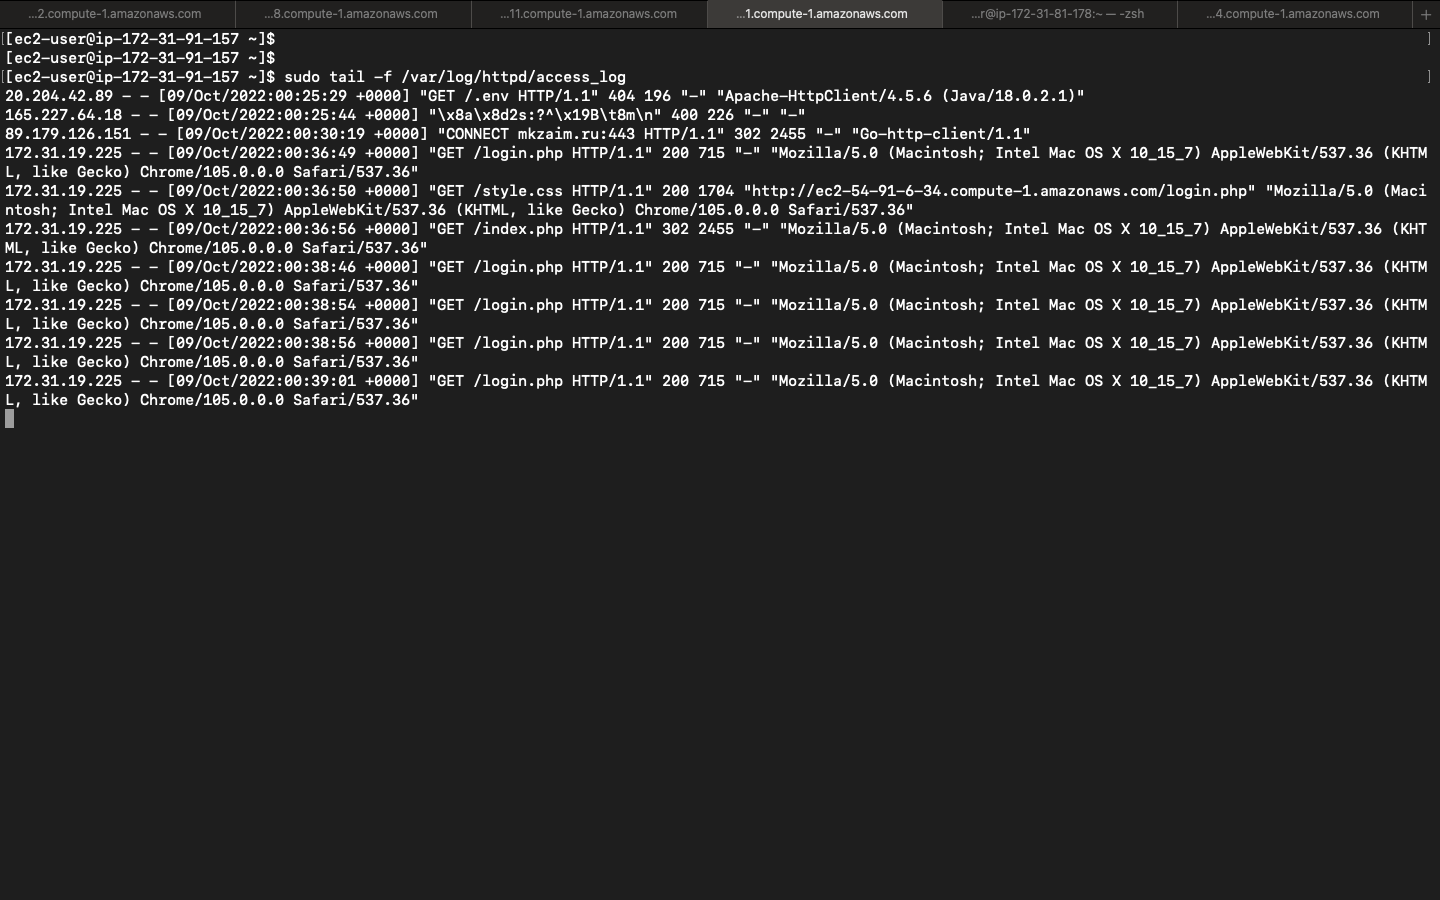 ...2.compute-1.amazonaws.com ...8.compute-1.amazonaws.com ...11.compute-1.amazonaws.com ...1.compute-1.amazonaws.com ...r@ip-172-31-81-178:~ — -zsh ...4.compute-1.amazonaws.com +
[[ec2-user@ip-172-31-91-157 ~]$ ]
[ec2-user@ip-172-31-91-157 ~]$
[[ec2-user@ip-172-31-91-157 ~]$ sudo tail -f /var/log/httpd/access_log ]
20.204.42.89 - - [09/Oct/2022:00:25:29 +0000] "GET /.env HTTP/1.1" 404 196 "-" "Apache-HttpClient/4.5.6 (Java/18.0.2.1)"
165.227.64.18 - - [09/Oct/2022:00:25:44 +0000] "\x8a\x8d2s:?^\x19B\t8m\n" 400 226 "-" "-"
89.179.126.151 - - [09/Oct/2022:00:30:19 +0000] "CONNECT mkzaim.ru:443 HTTP/1.1" 302 2455 "-" "Go-http-client/1.1"
172.31.19.225 - - [09/Oct/2022:00:36:49 +0000] "GET /login.php HTTP/1.1" 200 715 "-" "Mozilla/5.0 (Macintosh; Intel Mac OS X 10_15_7) AppleWebKit/537.36 (KHTM
L, like Gecko) Chrome/105.0.0.0 Safari/537.36"
172.31.19.225 - - [09/Oct/2022:00:36:50 +0000] "GET /style.css HTTP/1.1" 200 1704 "http://ec2-54-91-6-34.compute-1.amazonaws.com/login.php" "Mozilla/5.0 (Maci
ntosh; Intel Mac OS X 10_15_7) AppleWebKit/537.36 (KHTML, like Gecko) Chrome/105.0.0.0 Safari/537.36"
172.31.19.225 - - [09/Oct/2022:00:36:56 +0000] "GET /index.php HTTP/1.1" 302 2455 "-" "Mozilla/5.0 (Macintosh; Intel Mac OS X 10_15_7) AppleWebKit/537.36 (KHT
ML, like Gecko) Chrome/105.0.0.0 Safari/537.36"
172.31.19.225 - - [09/Oct/2022:00:38:46 +0000] "GET /login.php HTTP/1.1" 200 715 "-" "Mozilla/5.0 (Macintosh; Intel Mac OS X 10_15_7) AppleWebKit/537.36 (KHTM
L, like Gecko) Chrome/105.0.0.0 Safari/537.36"
172.31.19.225 - - [09/Oct/2022:00:38:54 +0000] "GET /login.php HTTP/1.1" 200 715 "-" "Mozilla/5.0 (Macintosh; Intel Mac OS X 10_15_7) AppleWebKit/537.36 (KHTM
L, like Gecko) Chrome/105.0.0.0 Safari/537.36"
172.31.19.225 - - [09/Oct/2022:00:38:56 +0000] "GET /login.php HTTP/1.1" 200 715 "-" "Mozilla/5.0 (Macintosh; Intel Mac OS X 10_15_7) AppleWebKit/537.36 (KHTM
L, like Gecko) Chrome/105.0.0.0 Safari/537.36"
172.31.19.225 - - [09/Oct/2022:00:39:01 +0000] "GET /login.php HTTP/1.1" 200 715 "-" "Mozilla/5.0 (Macintosh; Intel Mac OS X 10_15_7) AppleWebKit/537.36 (KHTM
L, like Gecko) Chrome/105.0.0.0 Safari/537.36"